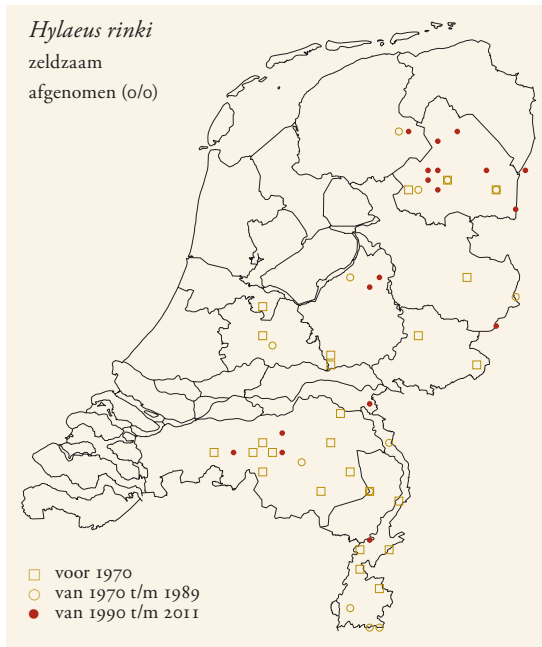 Hylaeus rinki
zeldzaam
afgenomen (0/0)
voor 1970
van 1970 t/m 1989
van 1990 t/m 2011